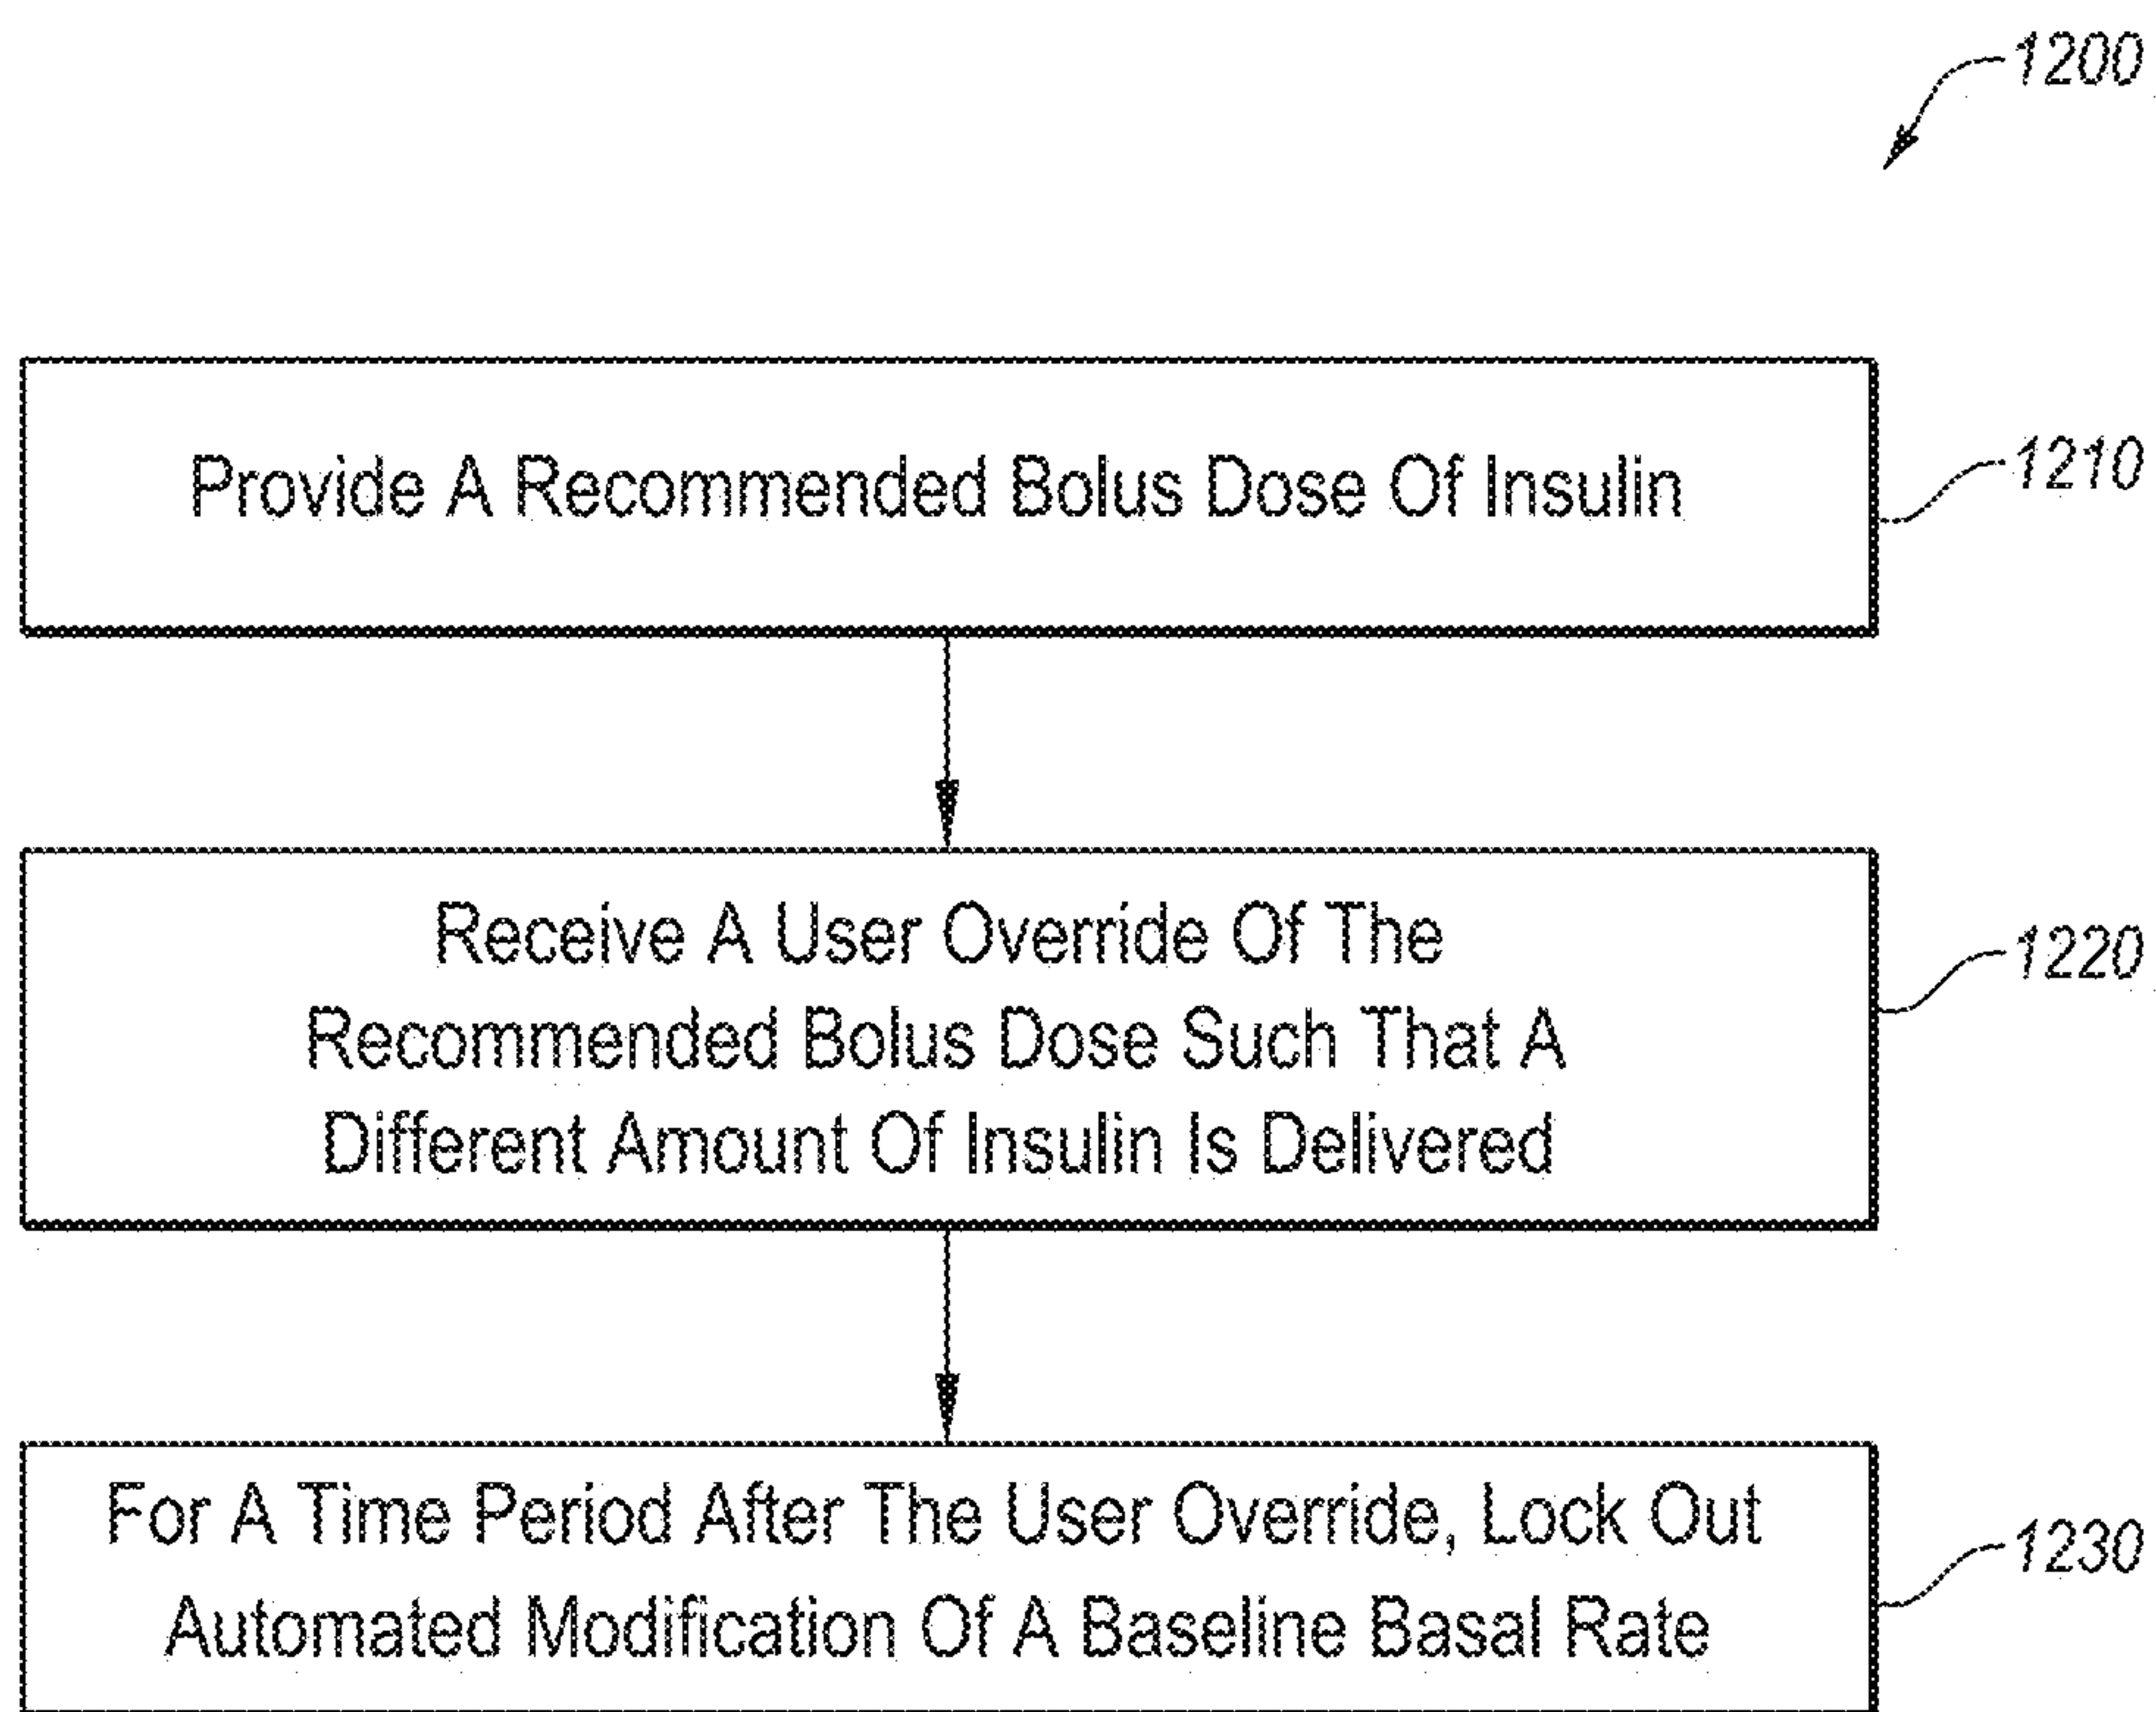 1200
Provide A Recommended Bolus Dose Of Insulin
1210
Receive A User Override Of The
Recommended Bolus Dose Such That A
Different Amount Of Insulin Is Delivered
1220
For A Time Period After The User Override, Lock Out
Automated Modification Of A Baseline Basal Rate
1230